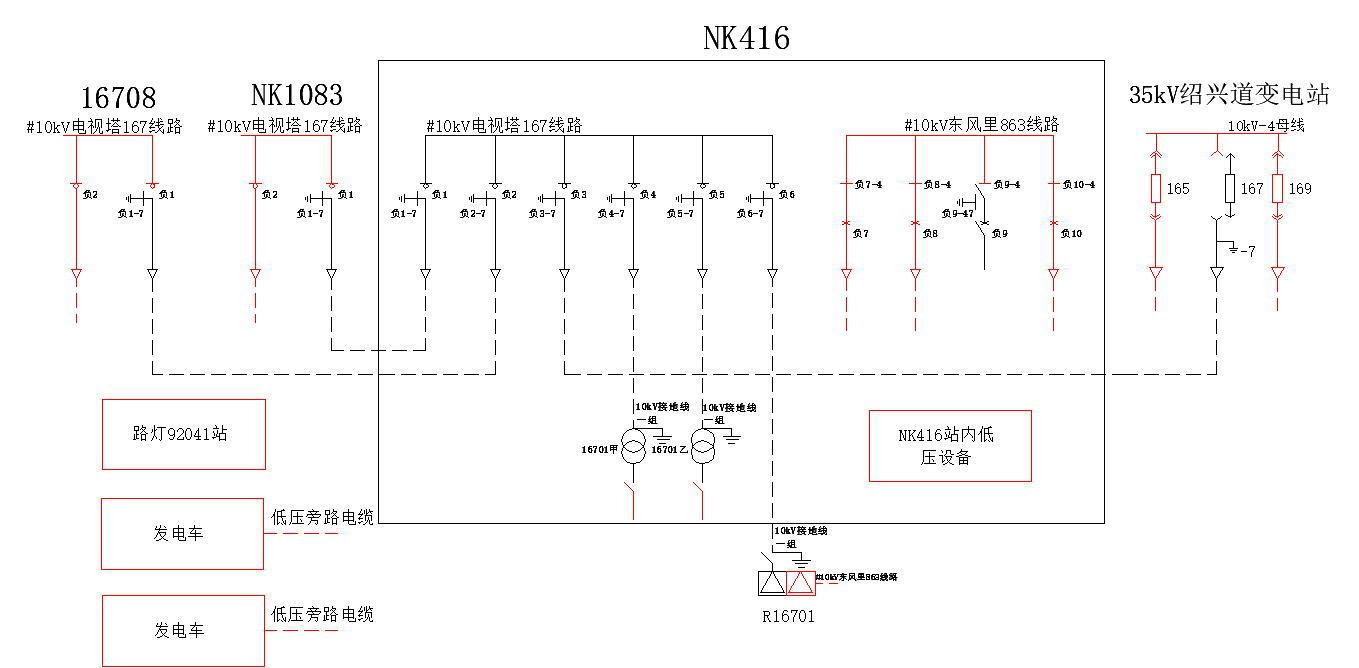 NK416
16708
NK1083
35kV绍兴道变电站
#10kV电视塔167线路
#10kV电视塔167线路
#10kV电视塔167线路
#10kV东风里863线路
10kV-4母线
负2
负1
负1-7
负2
负1
负1-7
负1
负1-7
负2
负2-7
负3
负3-7
负4
负4-7
负5
负5-7
负6
负6-7
负7-4
负7
负8-4
负8
负9-4
负9-47
负9
负10-4
负10
165
167
169
-7
10kV接地线
一组
16701甲
10kV接地线
一组
16701乙
路灯92041站
NK416站内低
压设备
发电车
低压旁路电缆
10kV接地线
一组
#10kV东风里863线路
R16701
发电车
低压旁路电缆